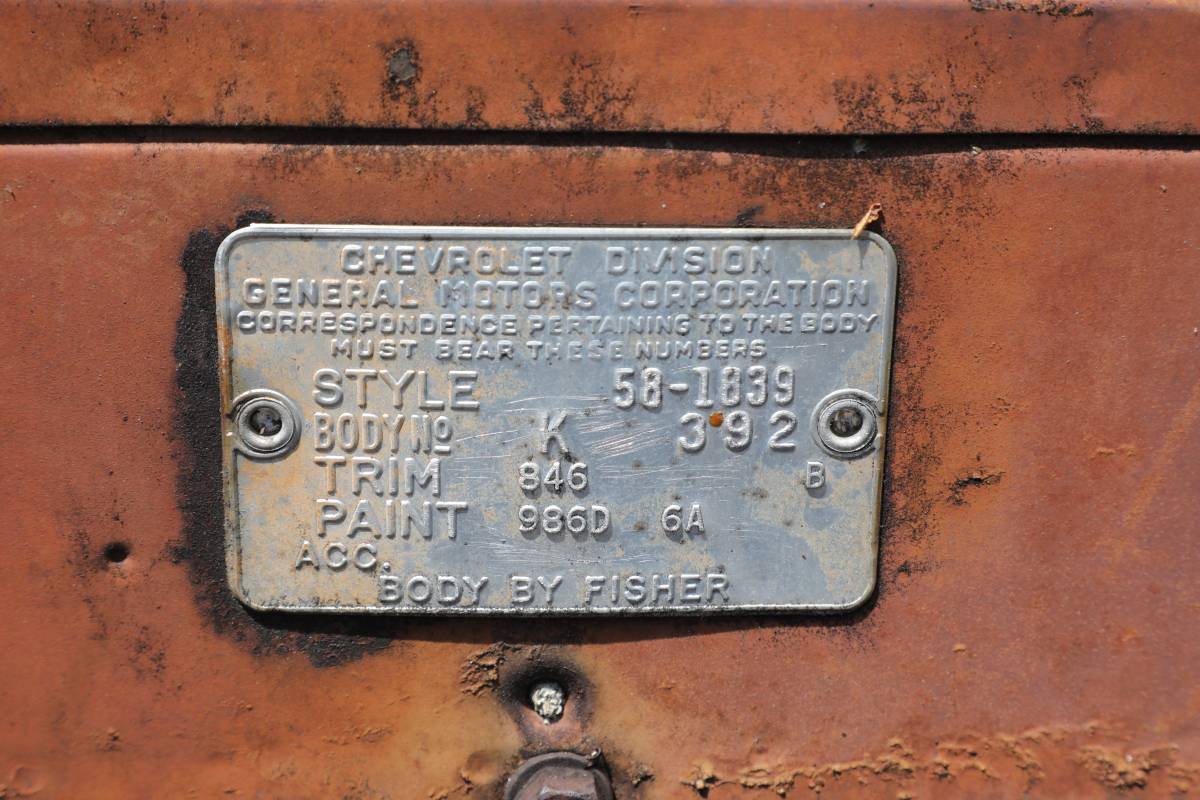 CHEVROLET DIVISION
GENERAL MOTORS CORPORATION
CORRESPONDENCE PERTAINING TO THE BODY
MUST BEAR THESE NUMBERS
STYLE 58-1839
BODY Nº K 392
TRIM 846 B
PAINT 986D 6A
ACC.
BODY BY FISHER